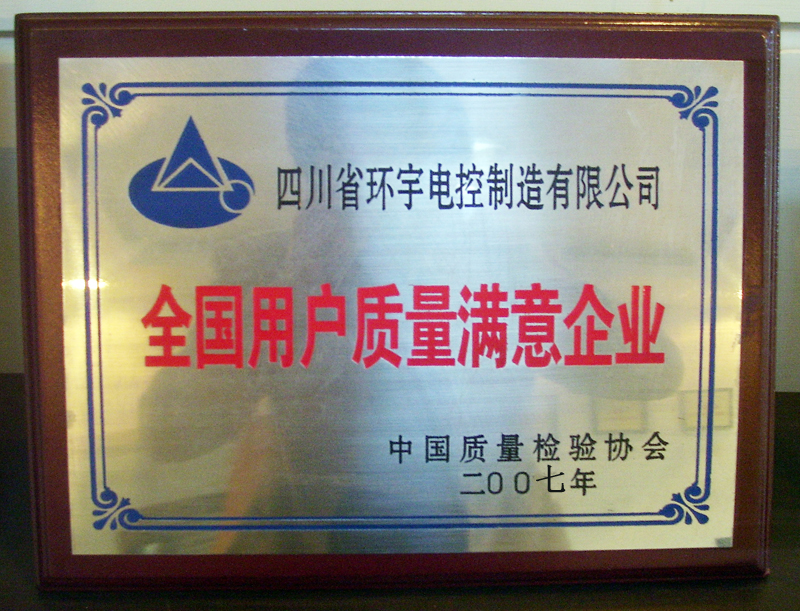 四川省环宇电控制造有限公司
全国用户质量满意企业
中国质量检验协会
二00七年